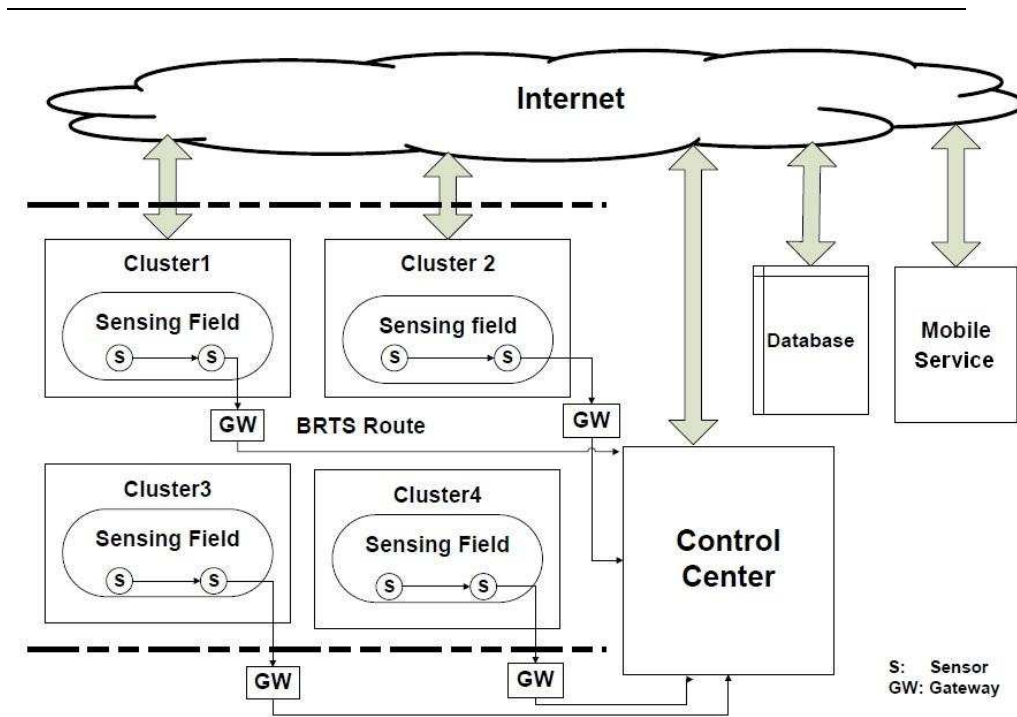 Internet
Cluster1
Sensing Field
S
S
GW
Cluster 2
Sensing field
S
S
GW
BRTS Route
Database
Mobile
Service
Cluster3
Sensing Field
S
S
GW
Cluster4
Sensing Field
S
S
GW
Control
Center
S: Sensor
GW: Gateway